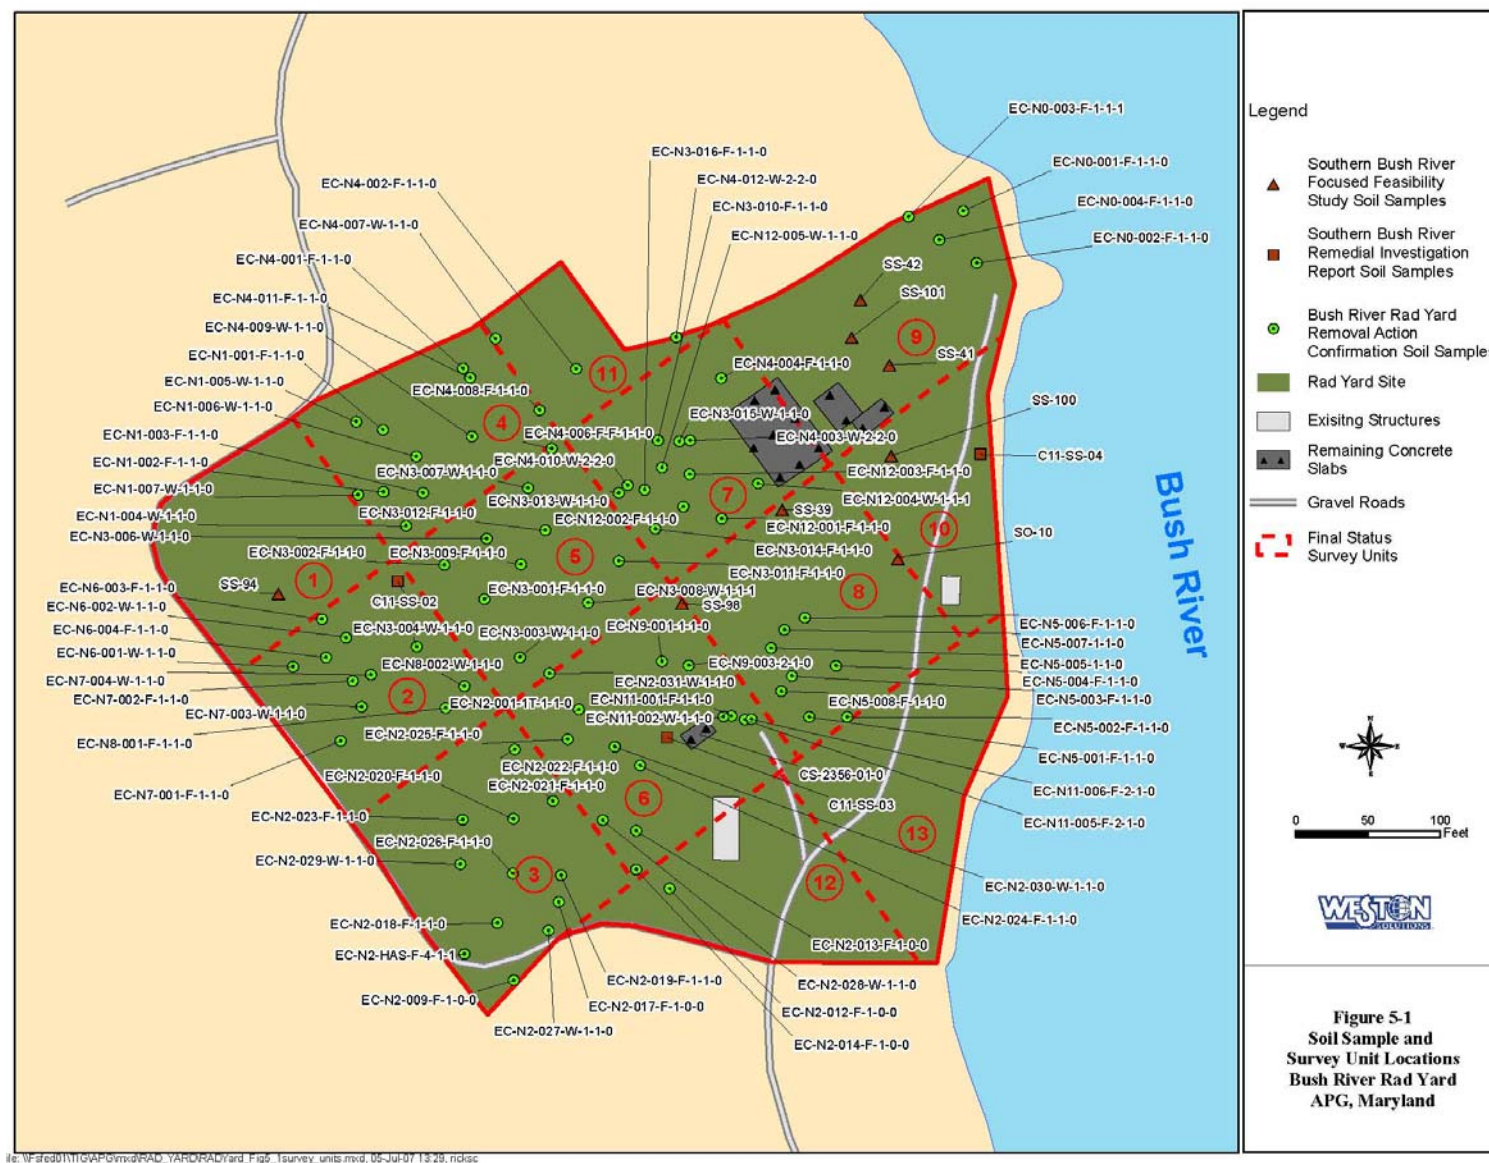 EC-N0-003-F-1-1-1
EC-N3-016-F-1-1-0
EC-N0-001-F-1-1-0
EC-N4-012-W-2-2-0
EC-N4-002-F-1-1-0
EC-N0-004-F-1-1-0
EC-N3-010-F-1-1-0
EC-N4-007-W-1-1-0
EC-N12-005-W-1-1-0
EC-N0-002-F-1-1-0
EC-N4-001-F-1-1-0
SS-42
SS-101
EC-N4-011-F-1-1-0
EC-N4-009-W-1-1-0
9
SS-41
EC-N1-001-F-1-1-0
EC-N4-004-F-1-1-0
11
EC-N1-005-W-1-1-0
EC-N4-008-F-1-1-0
SS-100
EC-N1-006-W-1-1-0
EC-N3-015-W-1-1-0
4
EC-N1-003-F-1-1-0
EC-N4-006-F-F-1-1-0
EC-N4-003-W-2-2-0
C11-SS-04
EC-N1-002-F-1-1-0
EC-N4-010-W-2-2-0
EC-N3-007-W-1-1-0
EC-N12-003-F-1-1-0
EC-N1-007-W-1-1-0
EC-N3-013-W-1-1-0
7
EC-N12-004-W-1-1-1
EC-N1-004-W-1-1-0
EC-N3-012-F-1-1-0
EC-N12-002-F-1-1-0
SS-39
EC-N12-001-F-1-1-0
10
SO-10
EC-N3-006-W-1-1-0
EC-N3-002-F-1-1-0
EC-N3-009-F-1-1-0
5
EC-N3-014-F-1-1-0
EC-N3-011-F-1-1-0
1
SS-94
EC-N6-003-F-1-1-0
EC-N3-001-F-1-1-0
EC-N3-008-W-1-1-1
8
C11-SS-02
SS-98
EC-N6-002-W-1-1-0
EC-N3-004-W-1-1-0
EC-N3-003-W-1-1-0
EC-N9-001-1-1-0
EC-N5-006-F-1-1-0
EC-N6-004-F-1-1-0
EC-N5-007-1-1-0
EC-N6-001-W-1-1-0
EC-N8-002-W-1-1-0
EC-N9-003-2-1-0
EC-N5-005-1-1-0
EC-N7-004-W-1-1-0
EC-N2-031-W-1-1-0
EC-N5-004-F-1-1-0
EC-N7-002-F-1-1-0
2
EC-N2-001-1T-1-1-0
EC-N11-001-F-1-1-0
EC-N5-008-F-1-1-0
EC-N5-003-F-1-1-0
EC-N7-003-W-1-1-0
EC-N11-002-W-1-1-0
EC-N5-002-F-1-1-0
EC-N8-001-F-1-1-0
EC-N2-025-F-1-1-0
EC-N5-001-F-1-1-0
EC-N2-020-F-1-1-0
EC-N2-022-F-1-1-0
CS-2356-01-0
EC-N7-001-F-1-1-0
EC-N2-021-F-1-1-0
6
C11-SS-03
EC-N11-006-F-2-1-0
EC-N2-023-F-1-1-0
EC-N11-005-F-2-1-0
13
EC-N2-026-F-1-1-0
EC-N2-029-W-1-1-0
3
12
EC-N2-030-W-1-1-0
EC-N2-018-F-1-1-0
EC-N2-024-F-1-1-0
EC-N2-013-F-1-0-0
EC-N2-HAS-F-4-1-1
EC-N2-019-F-1-1-0
EC-N2-028-W-1-1-0
EC-N2-009-F-1-0-0
EC-N2-017-F-1-0-0
EC-N2-012-F-1-0-0
EC-N2-027-W-1-1-0
EC-N2-014-F-1-0-0
Bush River
Legend
Southern Bush River
Focused Feasibility
Study Soil Samples
Southern Bush River
Remedial Investigation
Report Soil Samples
Bush River Rad Yard
Removal Action
Confirmation Soil Samples
Rad Yard Site
Exisitng Structures
Remaining Concrete
Slabs
Gravel Roads
Final Status
Survey Units
N
W
E
S
0 50 100
Feet
WESTON
SOLUTIONS
Figure 5-1
Soil Sample and
Survey Unit Locations
Bush River Rad Yard
APG, Maryland
ile: \\Fsfed01\TIG\APG\mxd\RAD_YARD\RADYard_Fig5_1survey_units.mxd, 05-Jul-07 13:29, ricksc